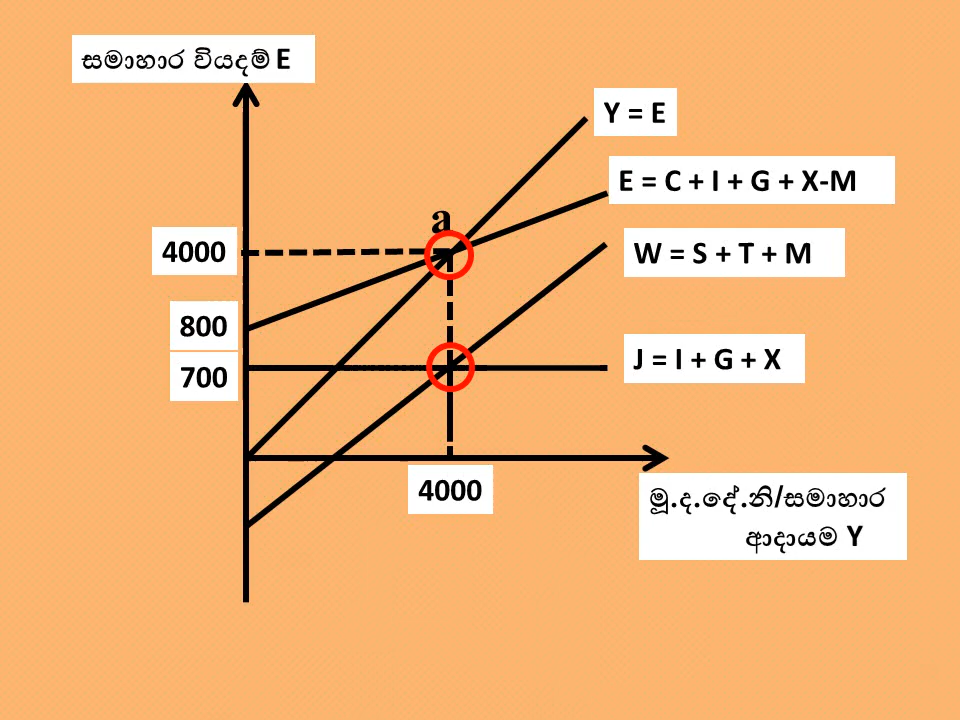 සමාහාර වියදම් E
Y = E
E = C + I + G + X-M
a
4000
W = S + T + M
800
J = I + G + X
700
4000
මූ.ද.දේ.නි/සමාහාර
ආදායම Y